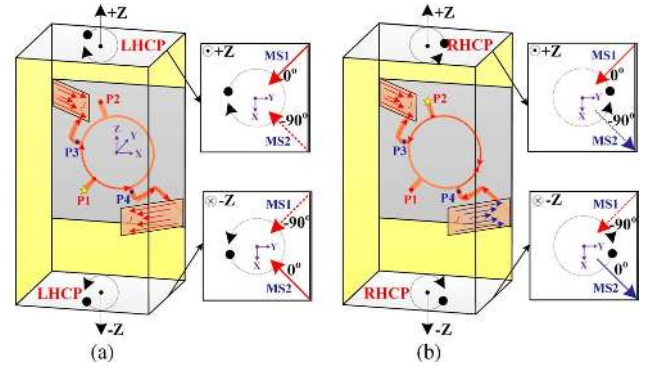 +Z
LHCP
P2
J
P3
Z
Y
X
P1
P4
J
LHCP
-Z
(a)
+Z
MS1
0°
Y
X
-90°
MS2
-Z
MS1
-90°
Y
X
0°
MS2
+Z
RHCP
P2
J
P3
Z
Y
X
P1
P4
J
RHCP
-Z
(b)
+Z
MS1
0°
Y
X
-90°
MS2
-Z
MS1
-90°
Y
X
0°
MS2